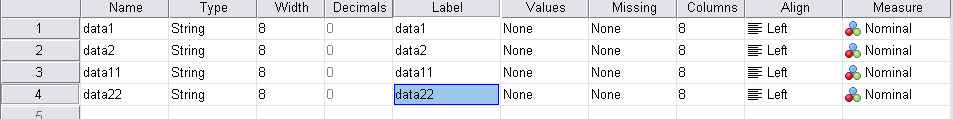 Name Type Width Decimals Label Values Missing Columns Align Measure
1 data1 String 8 0 data1 None None 8 Left Nominal
2 data2 String 8 0 data2 None None 8 Left Nominal
3 data11 String 8 0 data11 None None 8 Left Nominal
4 data22 String 8 0 data22 None None 8 Left Nominal
5